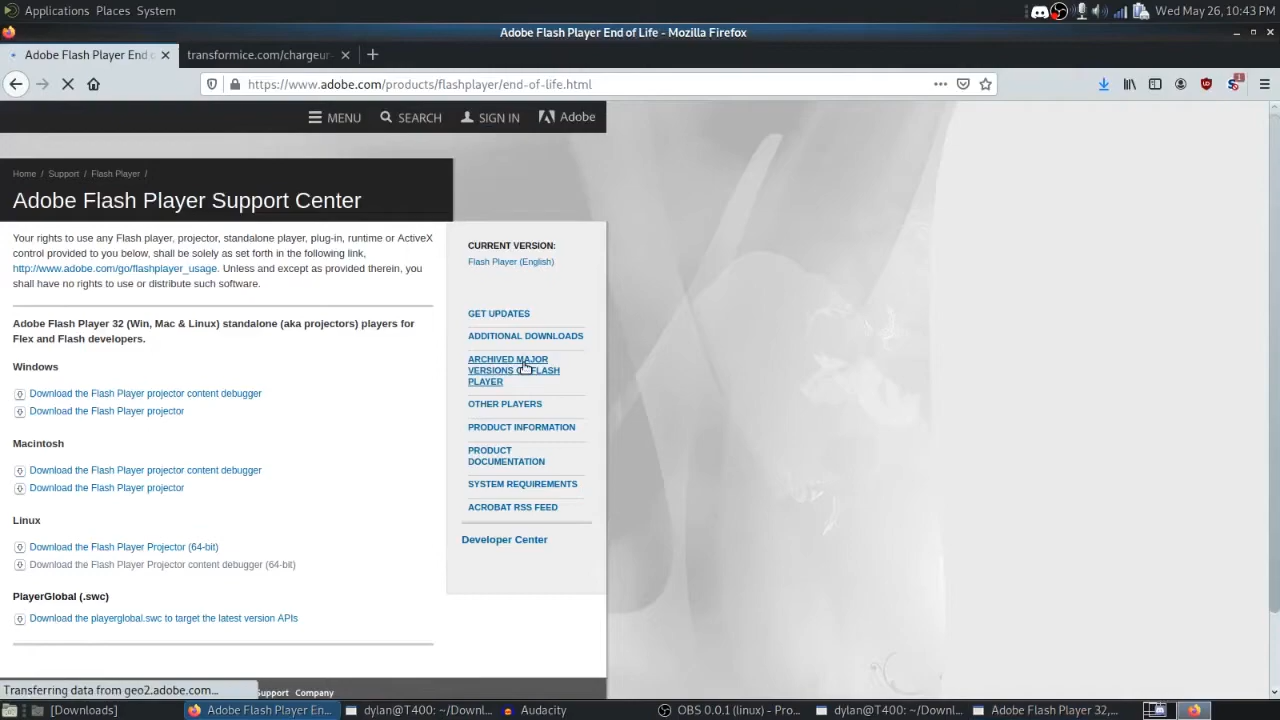 Applications Places System
Wed May 26, 10:43 PM
Adobe Flash Player End of Life - Mozilla Firefox
Adobe Flash Player End o
transformice.com/chargeur-
https://www.adobe.com/products/flashplayer/end-of-life.html
1
MENU
SEARCH
SIGN IN
Adobe
Home / Support / Flash Player /
Adobe Flash Player Support Center
Your rights to use any Flash player, projector, standalone player, plug-in, runtime or ActiveX
control provided to you below, shall be solely as set forth in the following link,
http://www.adobe.com/go/flashplayer_usage. Unless and except as provided therein, you
shall have no rights to use or distribute such software.
Adobe Flash Player 32 (Win, Mac & Linux) standalone (aka projectors) players for
Flex and Flash developers.
Windows
Download the Flash Player projector content debugger
Download the Flash Player projector
Macintosh
Download the Flash Player projector content debugger
Download the Flash Player projector
Linux
Download the Flash Player Projector (64-bit)
Download the Flash Player Projector content debugger (64-bit)
PlayerGlobal (.swc)
Download the playerglobal.swc to target the latest version APIs
CURRENT VERSION:
Flash Player (English)
GET UPDATES
ADDITIONAL DOWNLOADS
ARCHIVED MAJOR
VERSIONS OF FLASH
PLAYER
OTHER PLAYERS
PRODUCT INFORMATION
PRODUCT
DOCUMENTATION
SYSTEM REQUIREMENTS
ACROBAT RSS FEED
Developer Center
Transferring data from geo2.adobe.com...
Support Company
[Downloads]
Adobe Flash Player En...
dylan@T400: ~/Downl...
Audacity
OBS 0.0.1 (linux) - Pro...
dylan@T400: ~/Downl...
Adobe Flash Player 32,...